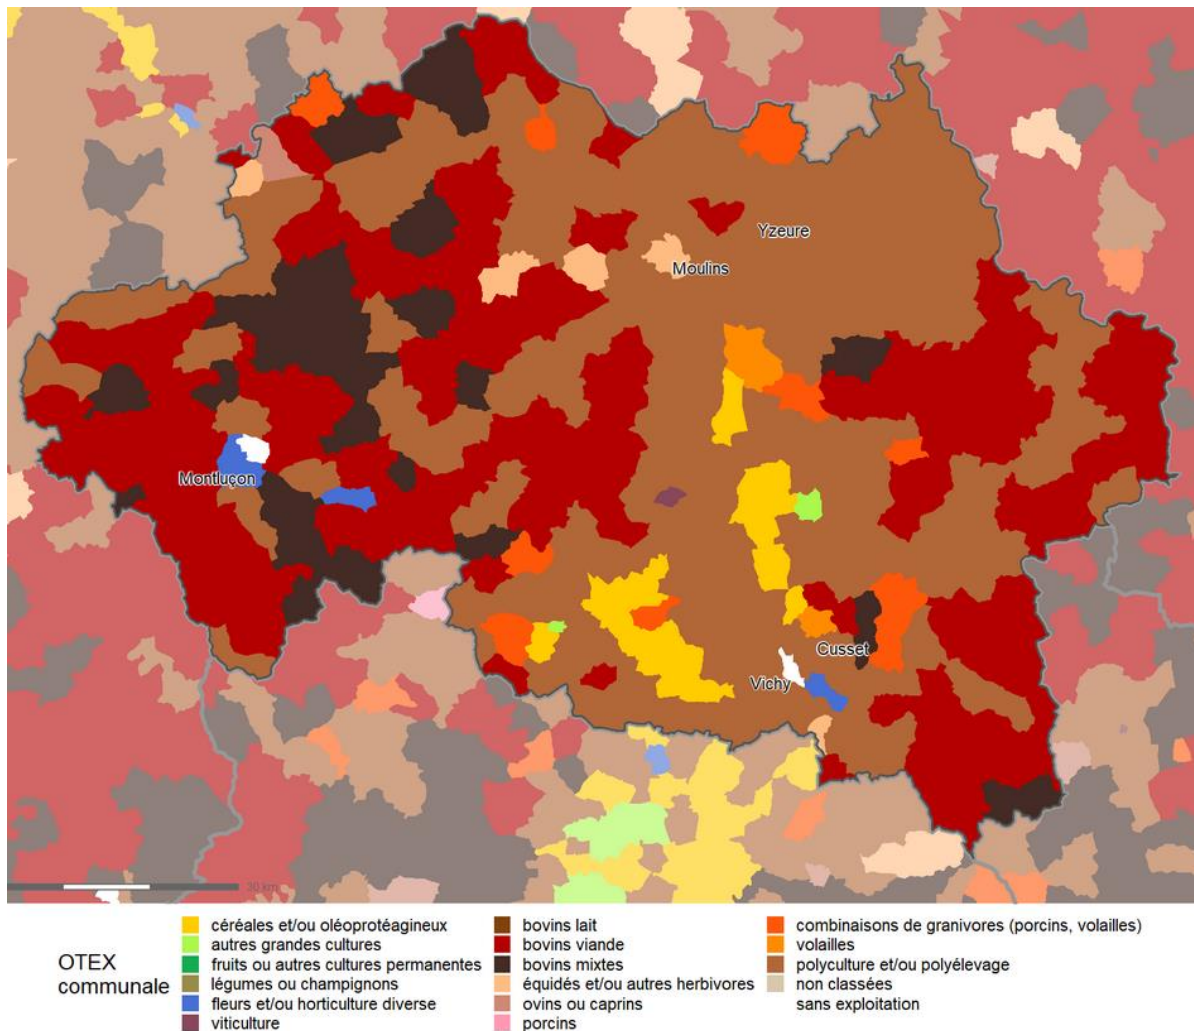 Yzeure
Moulins
Montluçon
Cusset
Vichy
30 km
OTEX
communale
céréales et/ou oléoprotéagineux
autres grandes cultures
fruits ou autres cultures permanentes
légumes ou champignons
fleurs et/ou horticulture diverse
viticulture
bovins lait
bovins viande
bovins mixtes
équidés et/ou autres herbivores
ovins ou caprins
porcins
combinaisons de granivores (porcins, volailles)
volailles
polyculture et/ou polyélevage
non classées
sans exploitation